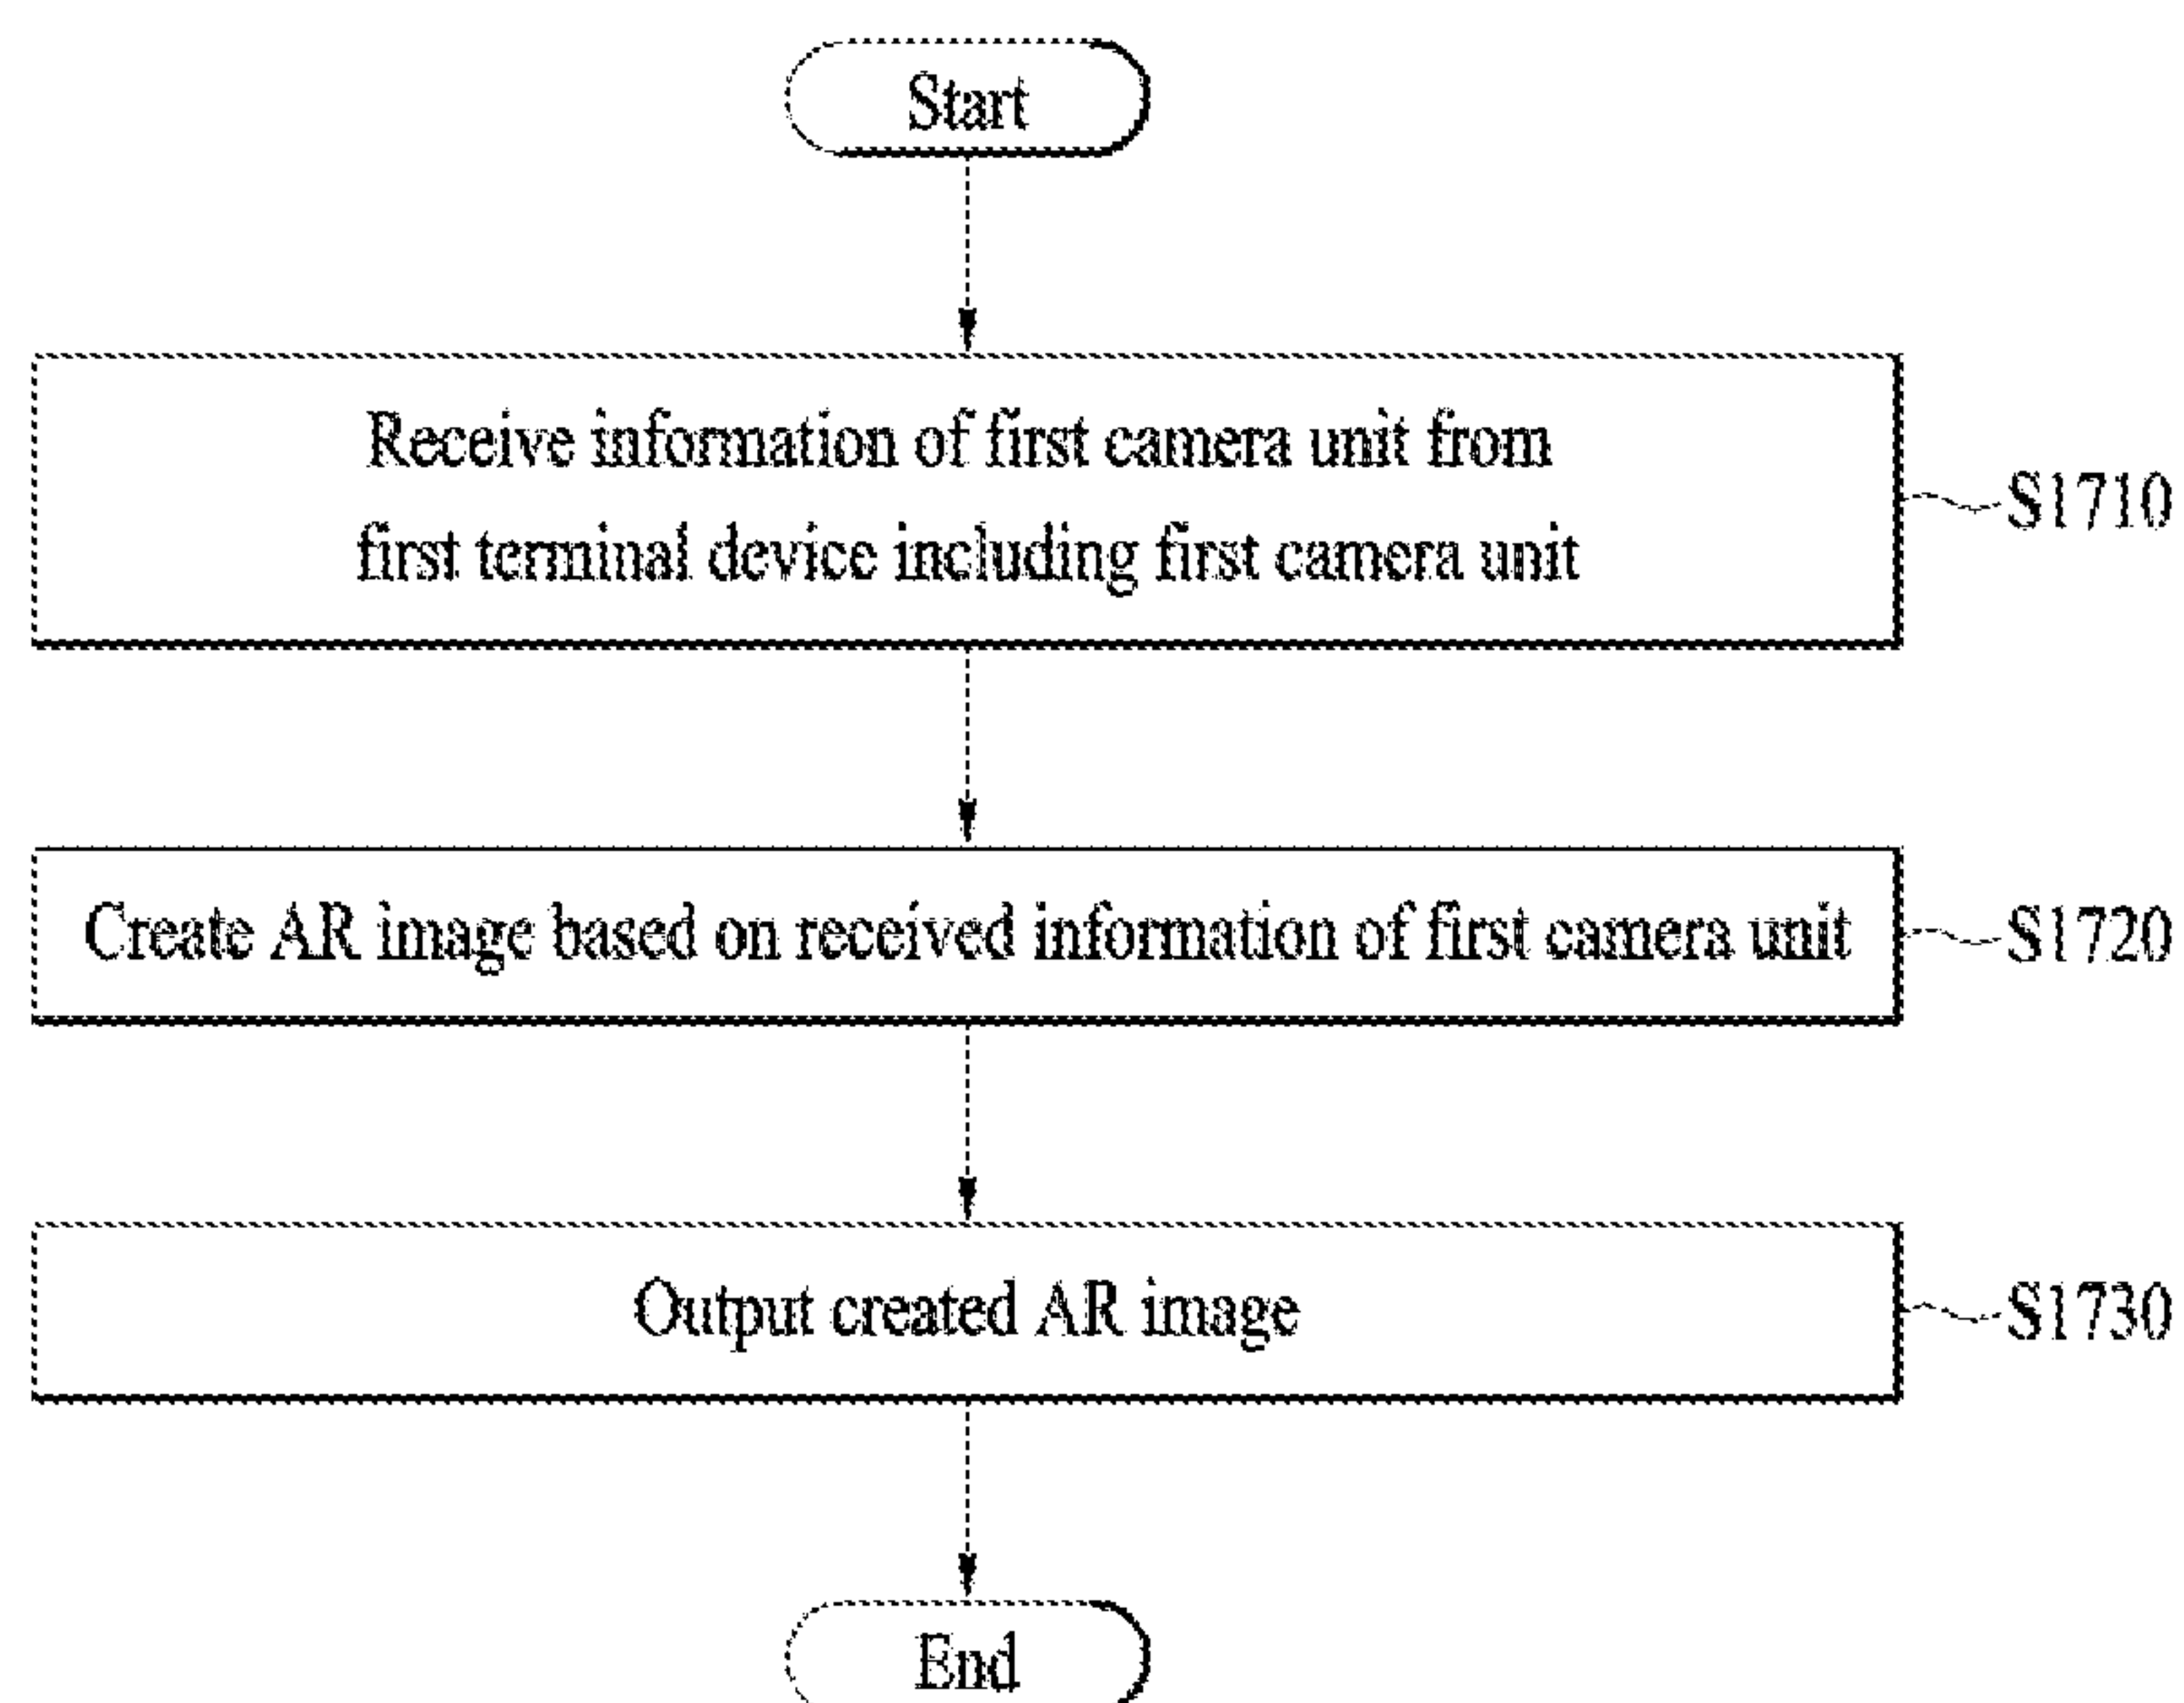 Start
Receive information of first camera unit from
first terminal device including first camera unit
S1710
Create AR image based on received information of first camera unit
S1720
Output created AR image
S1730
End